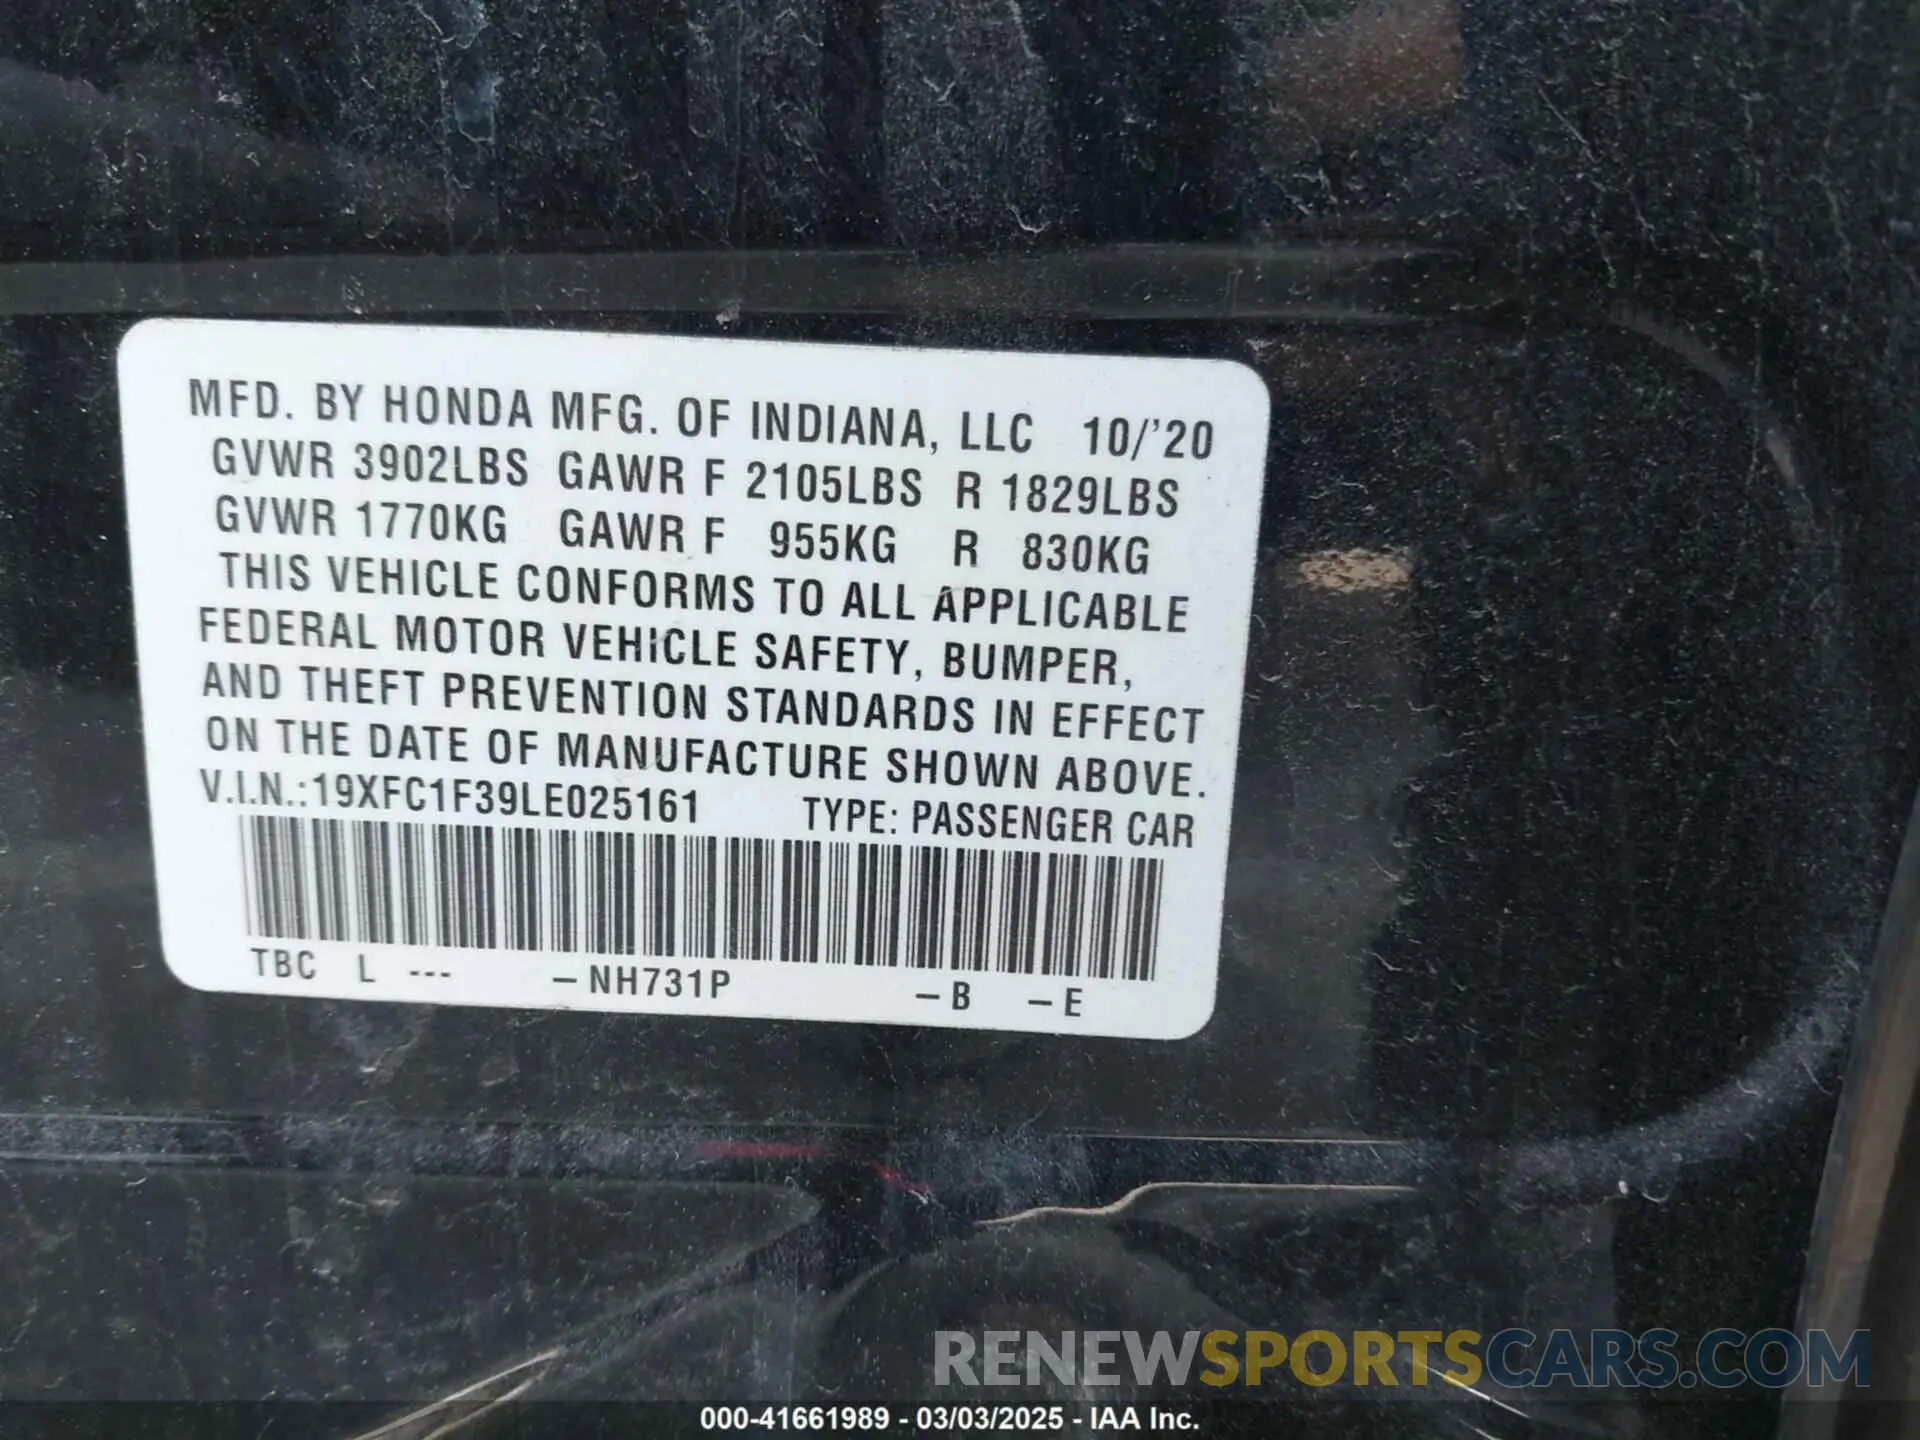 MFD. BY HONDA MFG. OF INDIANA, LLC 10/'20
GVWR 3902LBS GAWR F 2105LBS R 1829LBS
GVWR 1770KG GAWR F 955KG R 830KG
THIS VEHICLE CONFORMS TO ALL APPLICABLE
FEDERAL MOTOR VEHICLE SAFETY, BUMPER,
AND THEFT PREVENTION STANDARDS IN EFFECT
ON THE DATE OF MANUFACTURE SHOWN ABOVE.
V.I.N.:19XFC1F39LE025161 TYPE: PASSENGER CAR
TBC L --- –NH731P –B –E
RENEWSPORTSCARS.COM
000-41661989 - 03/03/2025 - IAA Inc.